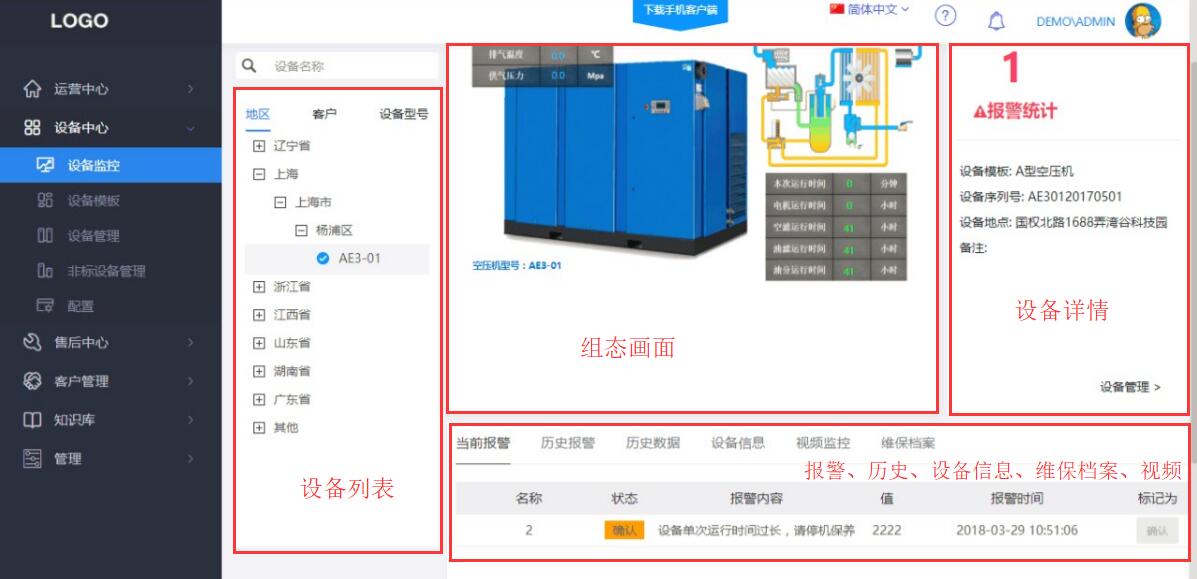 LOGO
下载手机客户端
简体中文
DEMO\ADMIN
运营中心
设备中心
设备监控
设备模板
设备管理
非标设备管理
配置
售后中心
客户管理
知识库
管理
设备名称
地区 客户 设备型号
辽宁省
上海
上海市
杨浦区
AE3-01
浙江省
江西省
山东省
湖南省
广东省
其他
设备列表
排气温度 0.0 ℃
供气压力 0.0 Mpa
本次运行时间 0 分钟
电机运行时间 0 小时
空滤运行时间 41 小时
油滤运行时间 41 小时
油分运行时间 41 小时
空压机型号：AE3-01
组态画面
1
报警统计
设备模板: A型空压机
设备序列号: AE30120170501
设备地点: 国权北路1688弄湾谷科技园
备注:
设备详情
设备管理 >
当前报警 历史报警 历史数据 设备信息 视频监控 维保档案
报警、历史、设备信息、维保档案、视频
名称 状态 报警内容 值 报警时间 标记为
2 确认 设备单次运行时间过长，请停机保养 2222 2018-03-29 10:51:06 确认